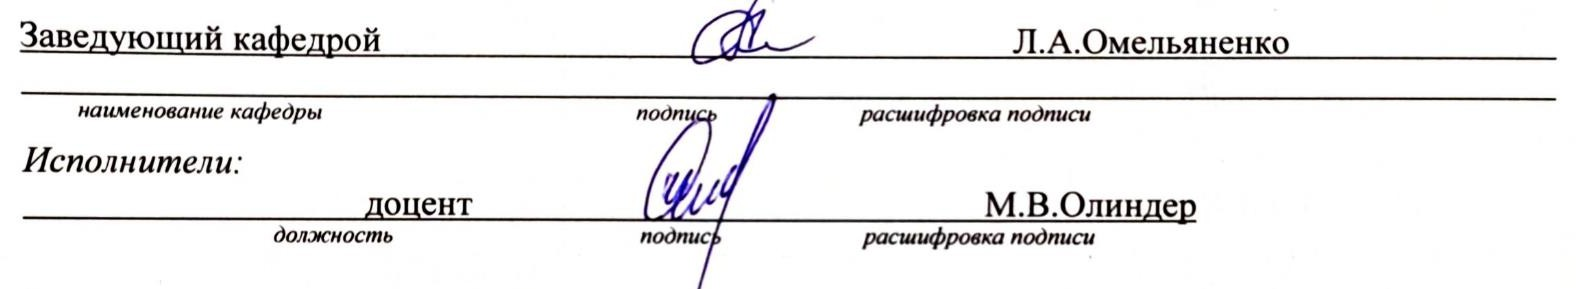 Заведующий кафедрой Л.А.Омельяненко
наименование кафедры подпись расшифровка подписи
Исполнители:
доцент М.В.Олиндер
должность подпись расшифровка подписи